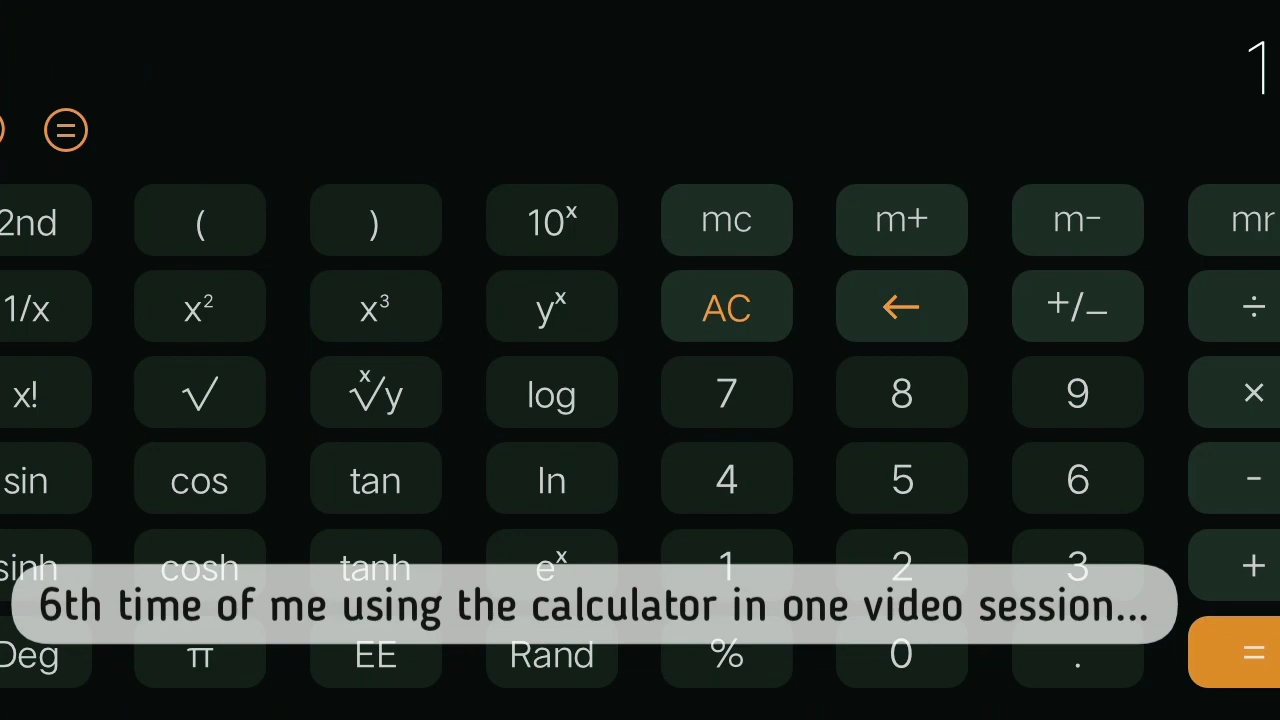 1
=
2nd ( ) 10ˣ mc m+ m− mr
1/x x² x³ yˣ AC ← +/− ÷
x! √ ˣ√y log 7 8 9 ×
sin cos tan ln 4 5 6 -
sinh cosh tanh eˣ 1 2 3 +
6th time of me using the calculator in one video session...
Deg π EE Rand % 0 . =